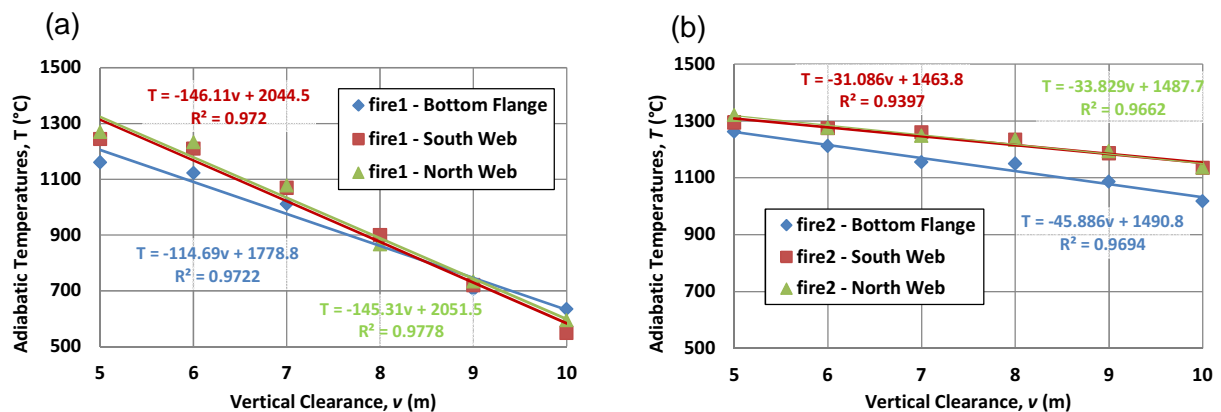 (a)
1500
1300
1100
900
700
500
Adiabatic Temperatures, T (°C)
T = -146.11v + 2044.5
R² = 0.972
fire1 - Bottom Flange
fire1 - South Web
fire1 - North Web
T = -114.69v + 1778.8
R² = 0.9722
T = -145.31v + 2051.5
R² = 0.9778
5 6 7 8 9 10
Vertical Clearance, v (m)
(b)
1500
1300
1100
900
700
500
Adiabatic Temperatures, T (°C)
T = -31.086v + 1463.8
R² = 0.9397
T = -33.829v + 1487.7
R² = 0.9662
fire2 - Bottom Flange
fire2 - South Web
fire2 - North Web
T = -45.886v + 1490.8
R² = 0.9694
5 6 7 8 9 10
Vertical Clearance, v (m)